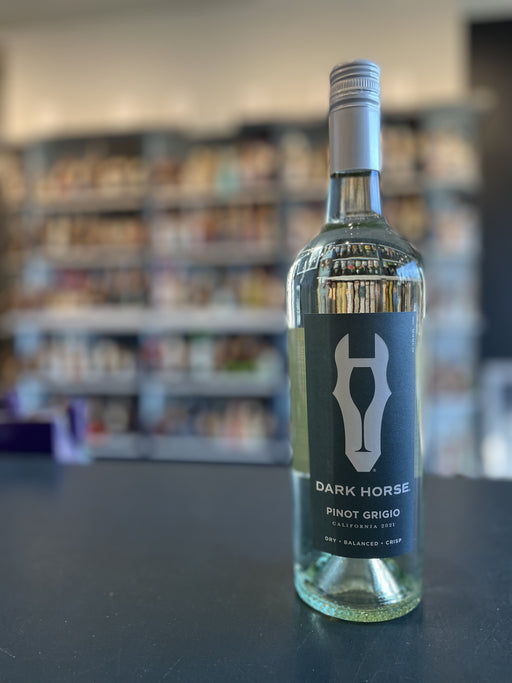 DARK HORSE
PINOT GRIGIO
CALIFORNIA 2021
DRY • BALANCED • CRISP